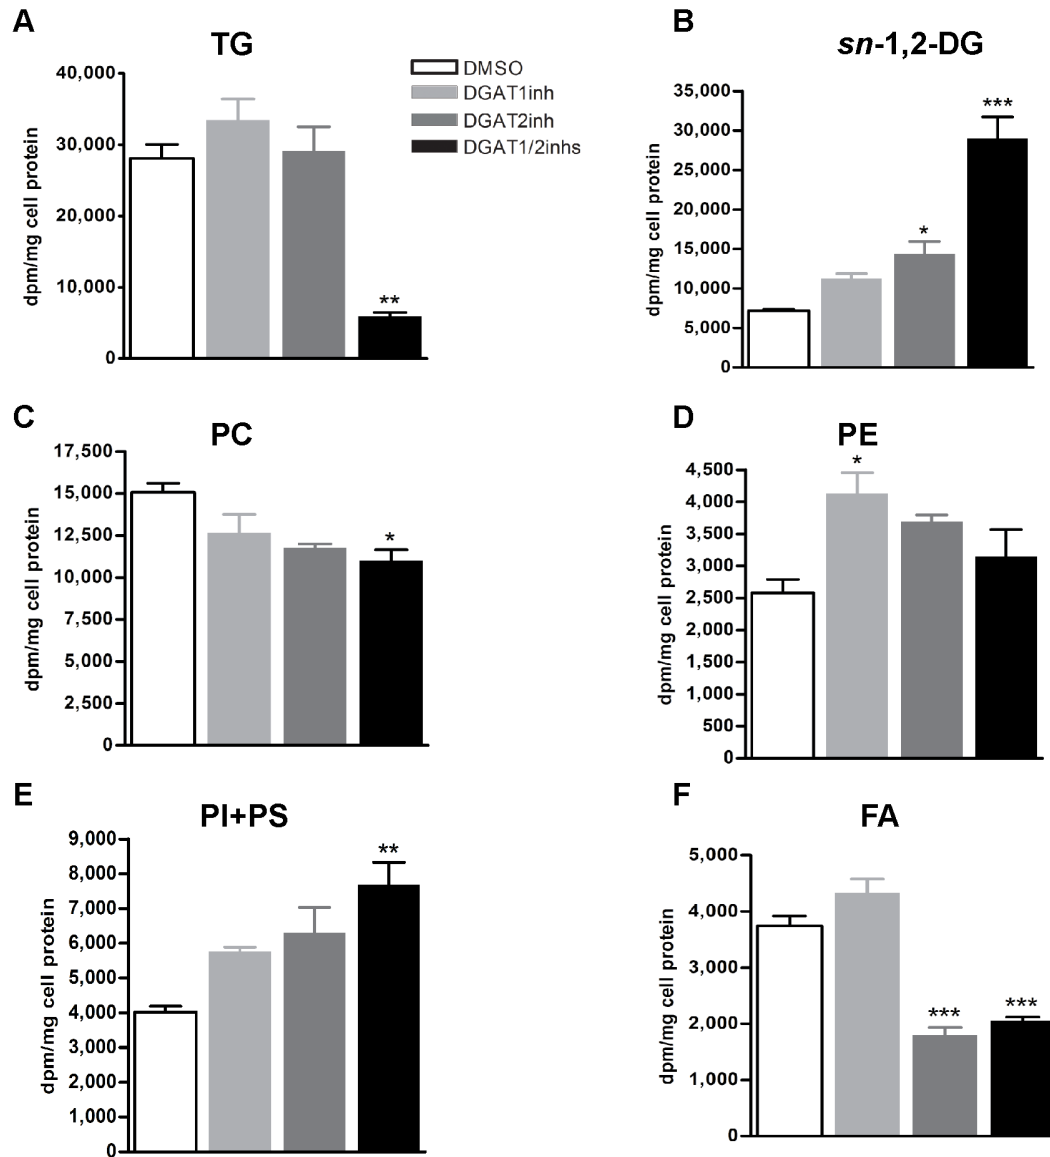 A
TG
40,000
30,000
20,000
10,000
0
dpm/mg cell protein
**
DMSO
DGAT1inh
DGAT2inh
DGAT1/2inhs
B
sn-1,2-DG
35,000
30,000
25,000
20,000
15,000
10,000
5,000
0
dpm/mg cell protein
*
***
C
PC
17,500
15,000
12,500
10,000
7,500
5,000
2,500
0
dpm/mg cell protein
*
D
PE
4,500
4,000
3,500
3,000
2,500
2,000
1,500
1,000
500
0
dpm/mg cell protein
*
E
PI+PS
9,000
8,000
7,000
6,000
5,000
4,000
3,000
2,000
1,000
0
dpm/mg cell protein
**
F
FA
5,000
4,000
3,000
2,000
1,000
0
dpm/mg cell protein
***
***